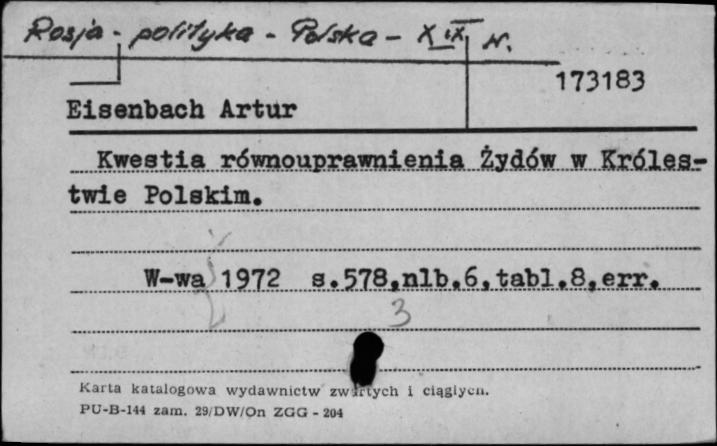 Rosja - polityka - Polska - XIX w.
173183
Eisenbach Artur
Kwestia równouprawnienia Żydów w Króles-
twie Polskim.
W-wa 1972 s.578,nlb.6,tabl.8,err.
3
Karta katalogowa wydawnictw zwartych i ciągłych.
PU-B-144 zam. 29/DW/On ZGG - 204